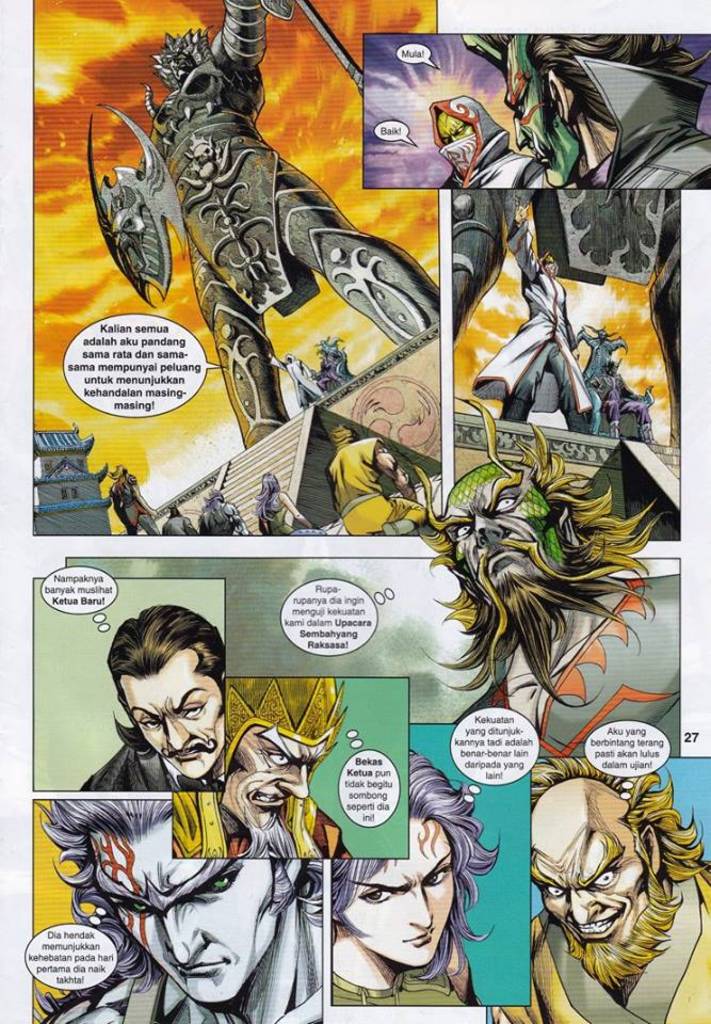 Mula!
Baik!
Kalian semua
adalah aku pandang
sama rata dan sama-
sama mempunyai peluang
untuk menunjukkan
kehandalan masing-
masing!
Nampaknya
banyak muslihat
Ketua Baru!
Rupa-
rupanya dia ingin
menguji kekuatan
kami dalam Upacara
Sembahyang
Raksasa!
Bekas
Ketua pun
tidak begitu
sombong
seperti dia
ini!
Kekuatan
yang ditunjuk-
kannya tadi adalah
benar-benar lain
daripada yang
lain!
Aku yang
berbintang terang
pasti akan lulus
dalam ujian!
27
Dia hendak
memunjukkan
kehebatan pada hari
pertama dia naik
takhta!